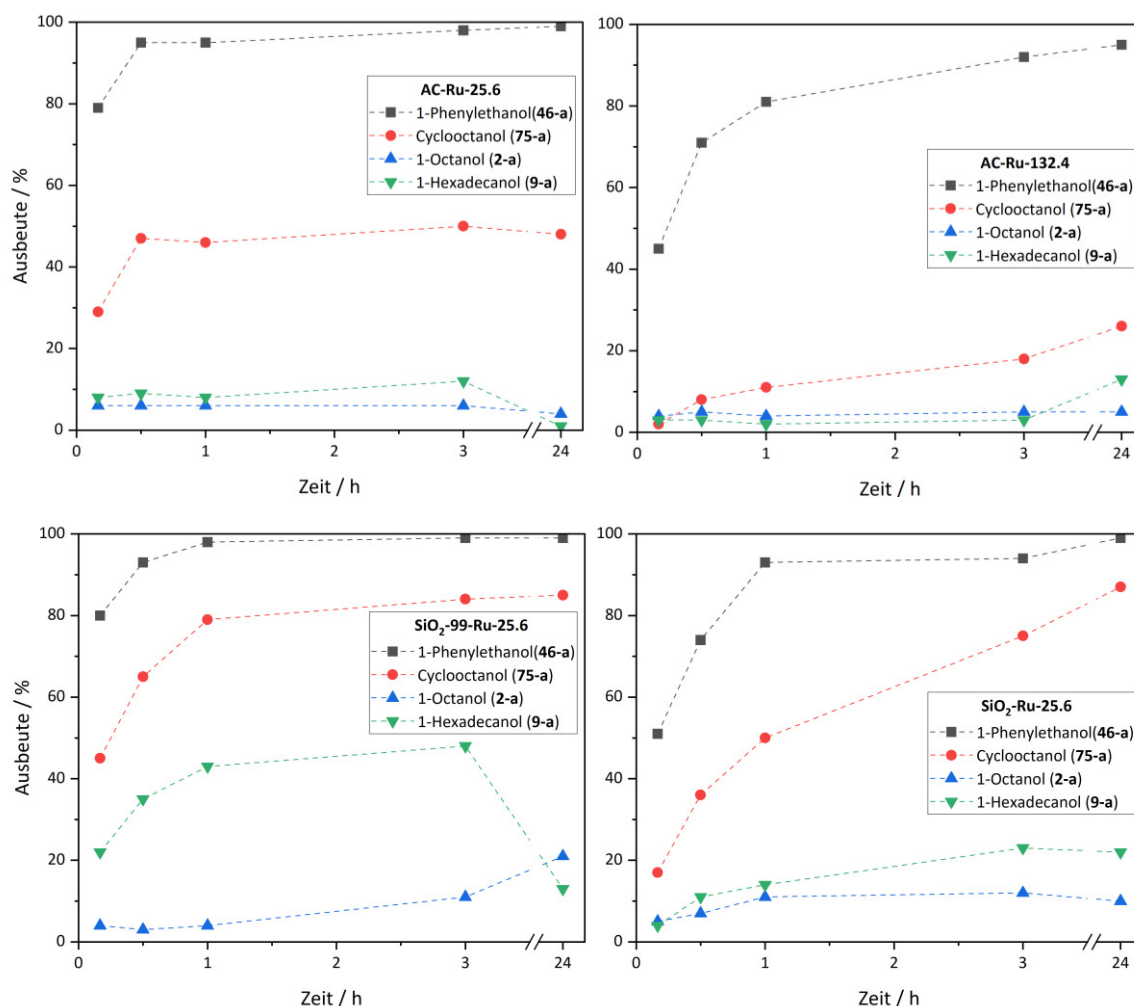 100
80
60
40
20
0
Ausbeute / %
AC-Ru-25.6
1-Phenylethanol(46-a)
Cyclooctanol (75-a)
1-Octanol (2-a)
1-Hexadecanol (9-a)
0 1 2 3 24
Zeit / h
100
80
60
40
20
0
AC-Ru-132.4
1-Phenylethanol(46-a)
Cyclooctanol (75-a)
1-Octanol (2-a)
1-Hexadecanol (9-a)
0 1 2 3 24
Zeit / h
100
80
60
40
20
0
Ausbeute / %
SiO₂-99-Ru-25.6
1-Phenylethanol(46-a)
Cyclooctanol (75-a)
1-Octanol (2-a)
1-Hexadecanol (9-a)
0 1 2 3 24
Zeit / h
100
80
60
40
20
0
SiO₂-Ru-25.6
1-Phenylethanol(46-a)
Cyclooctanol (75-a)
1-Octanol (2-a)
1-Hexadecanol (9-a)
0 1 2 3 24
Zeit / h